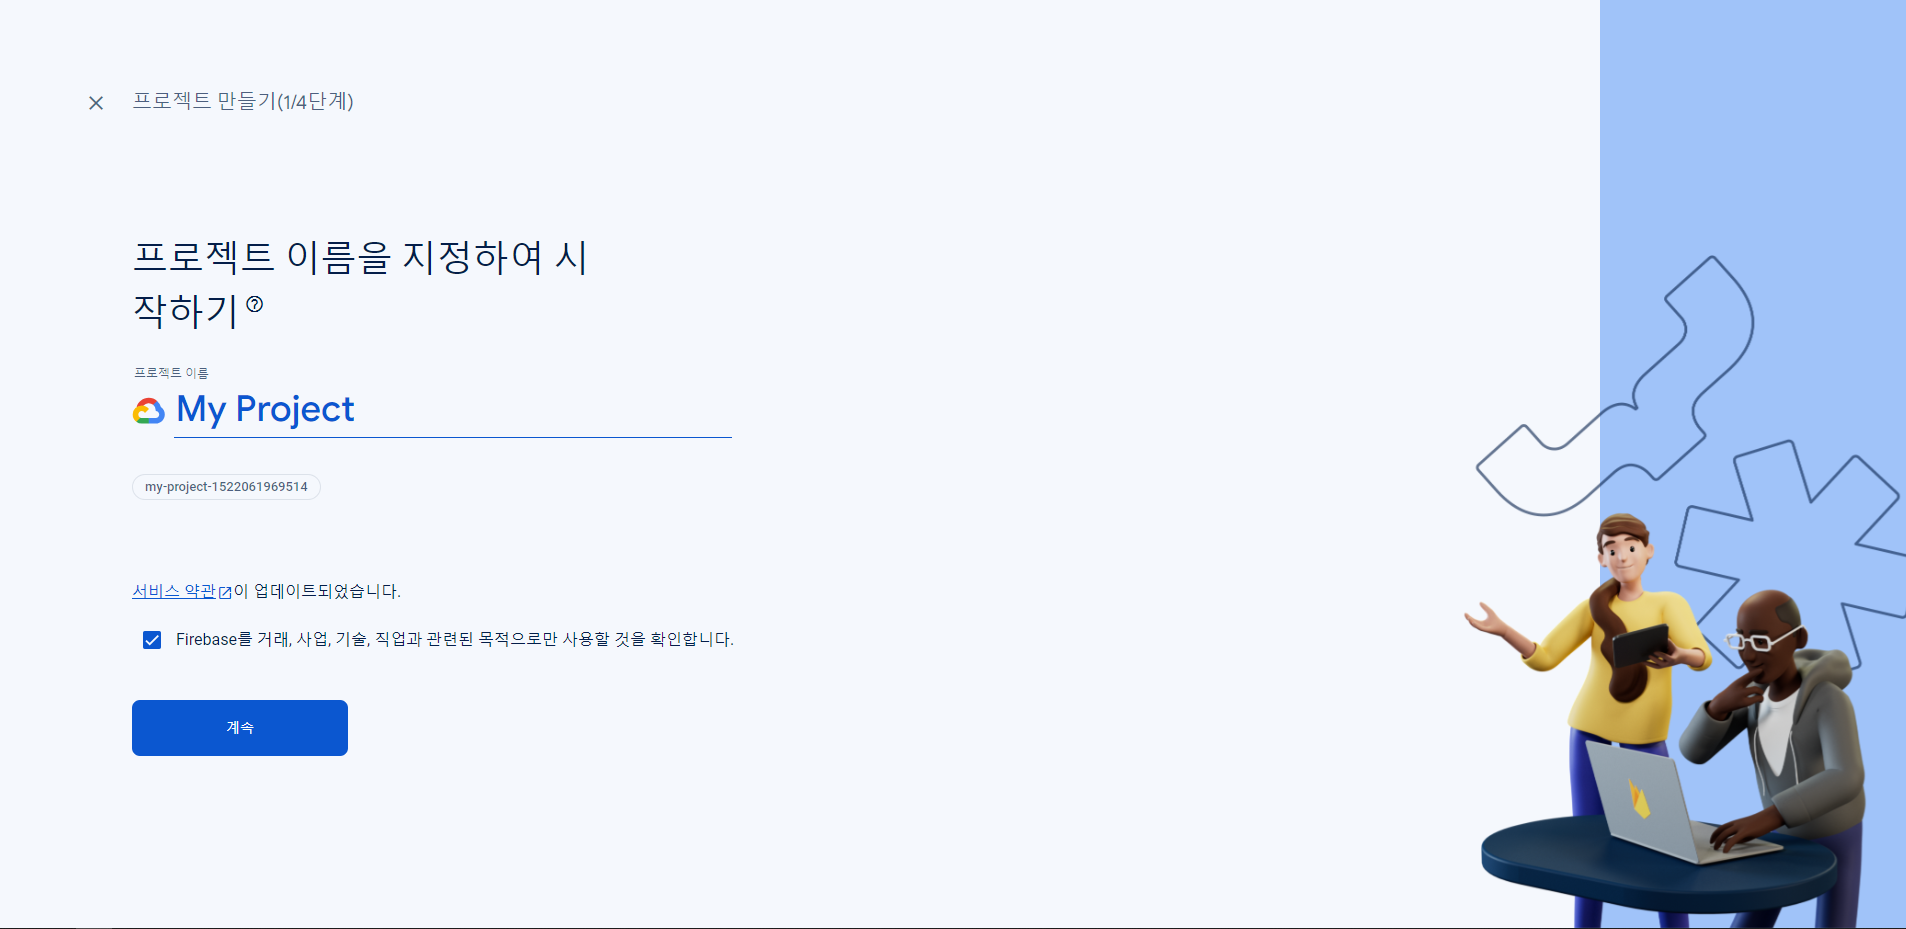 프로젝트 만들기(1/4단계)
프로젝트 이름을 지정하여 시
작하기
프로젝트 이름
My Project
my-project-1522061969514
서비스 약관이 업데이트되었습니다.
Firebase를 거래, 사업, 기술, 직업과 관련된 목적으로만 사용할 것을 확인합니다.
계속